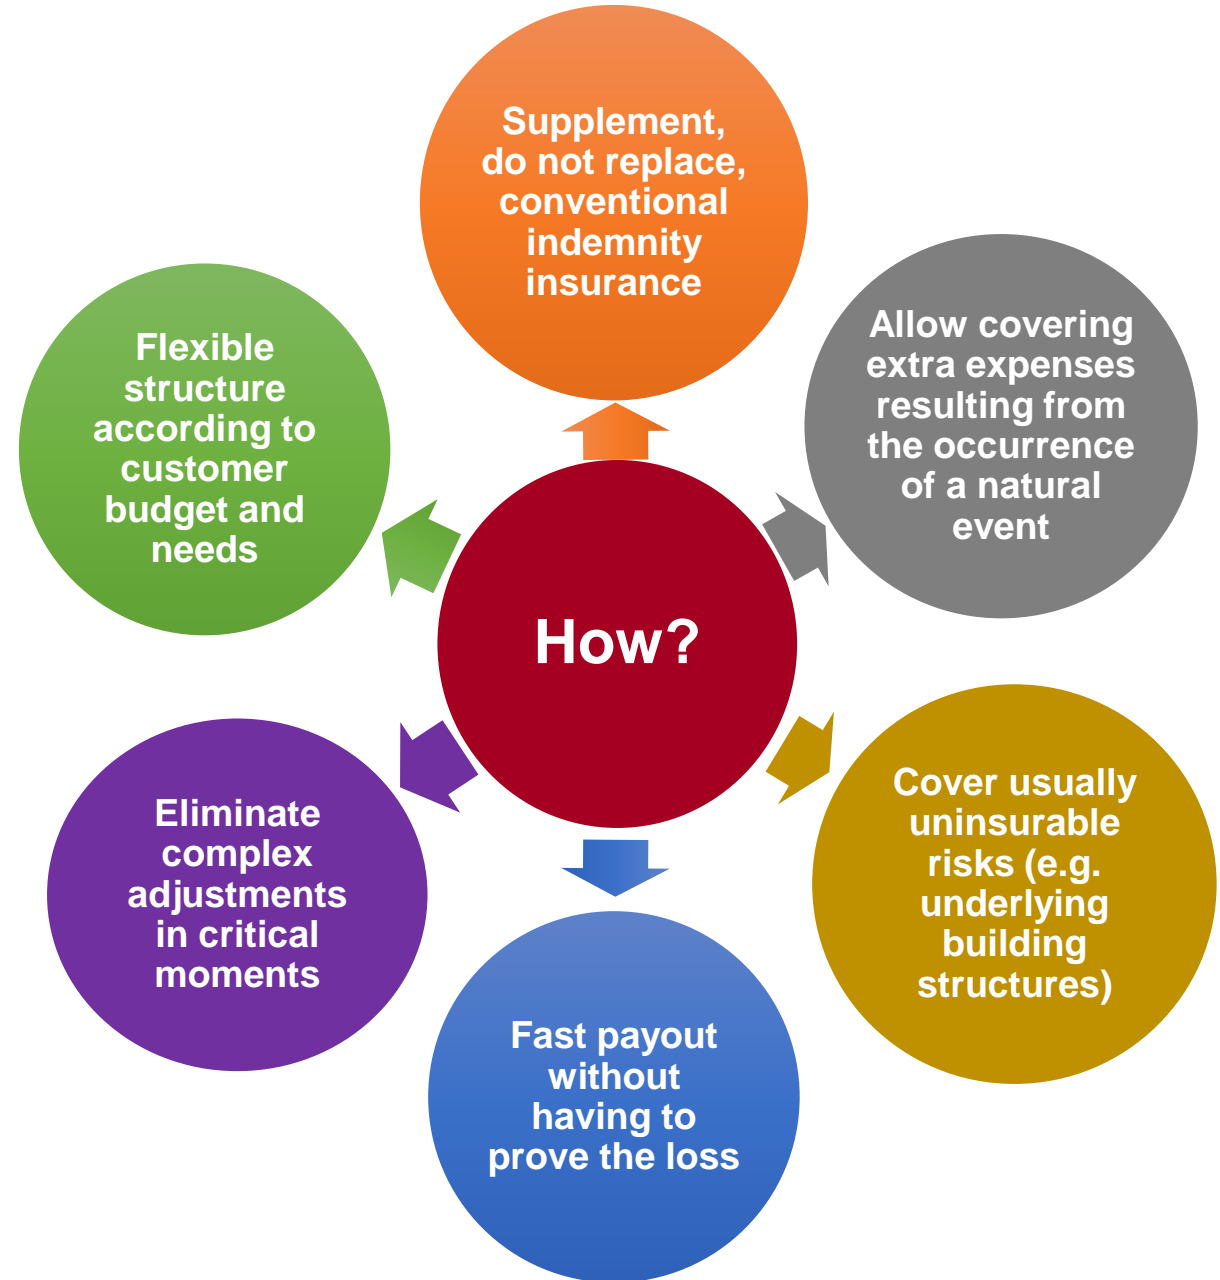 Supplement,
do not replace,
conventional
indemnity
insurance
Allow covering
extra expenses
resulting from
the occurrence
of a natural
event
Cover usually
uninsurable
risks (e.g.
underlying
building
structures)
Fast payout
without
having to
prove the loss
Eliminate
complex
adjustments
in critical
moments
Flexible
structure
according to
customer
budget and
needs
How?